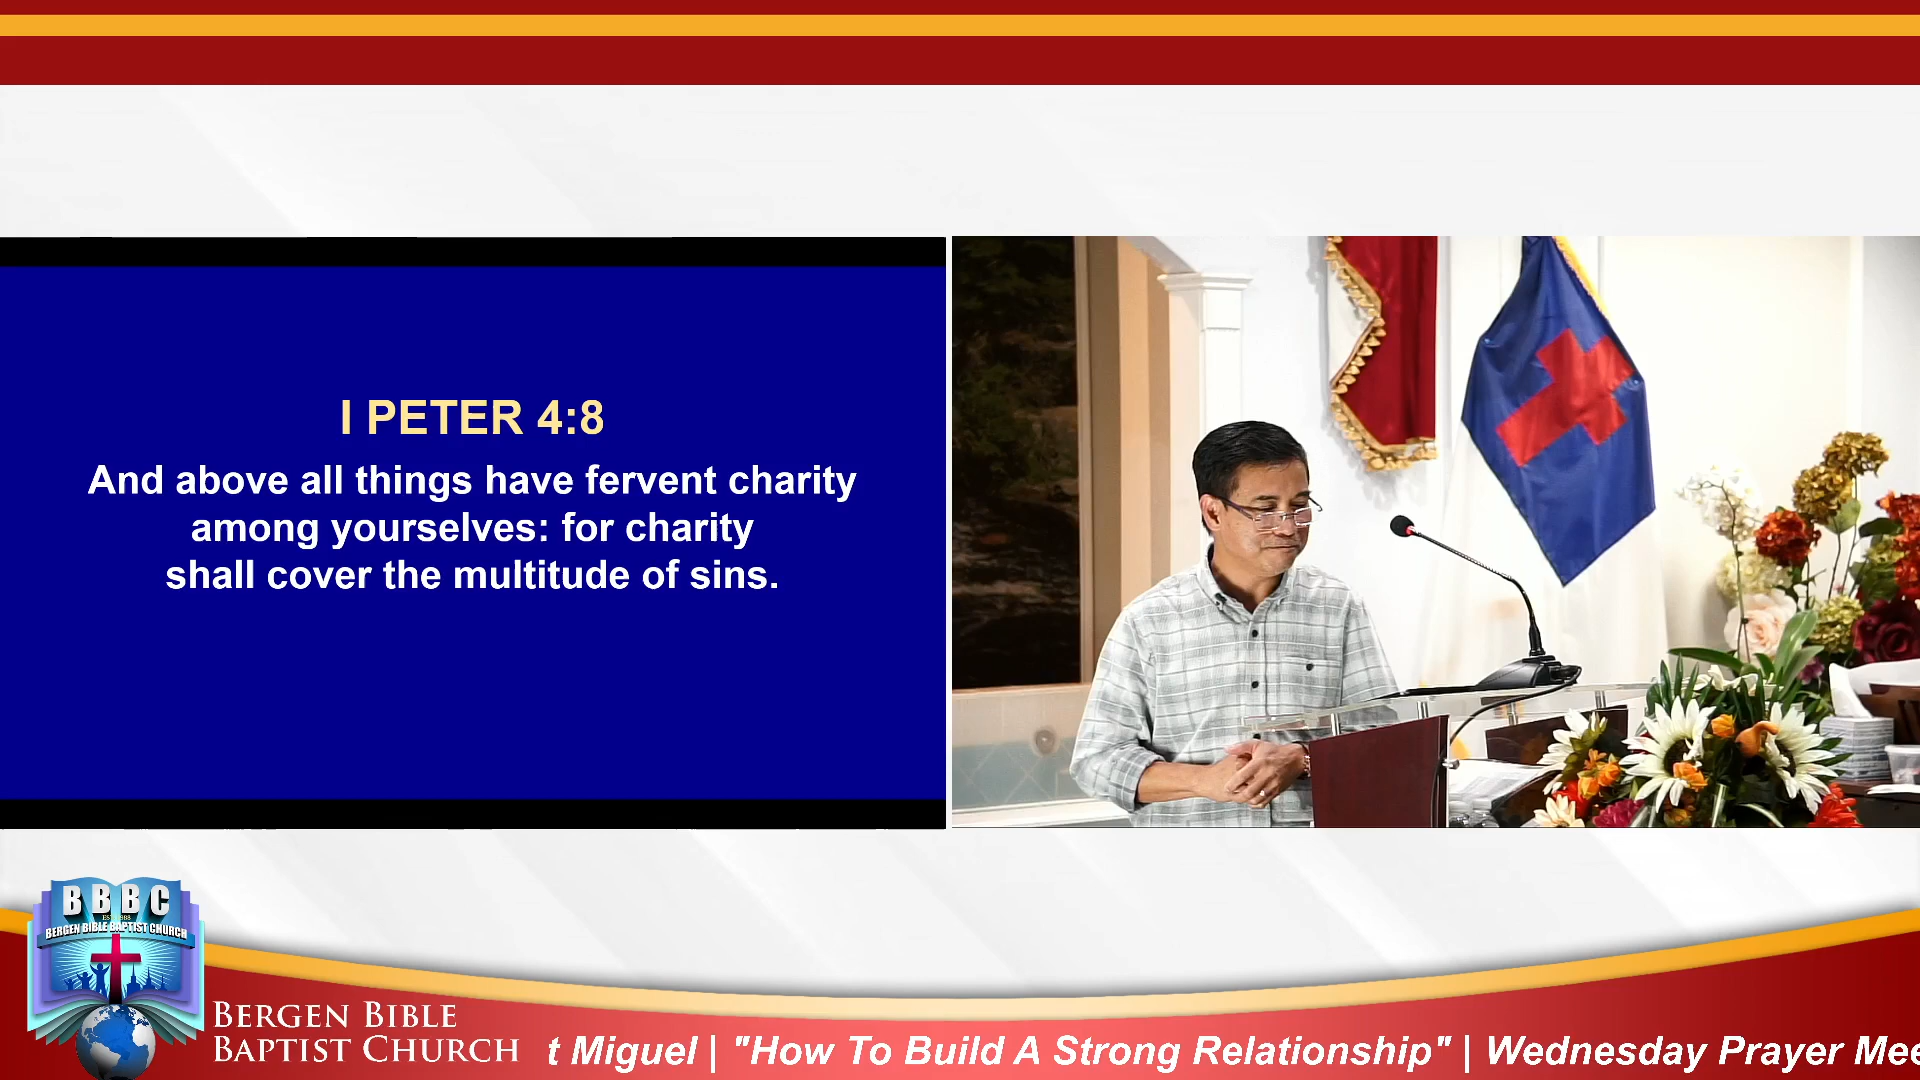 I PETER 4:8
And above all things have fervent charity
among yourselves: for charity
shall cover the multitude of sins.
BBBC
BERGEN BIBLE BAPTIST CHURCH
BERGEN BIBLE
BAPTIST CHURCH
t Miguel | "How To Build A Strong Relationship" | Wednesday Prayer Mee